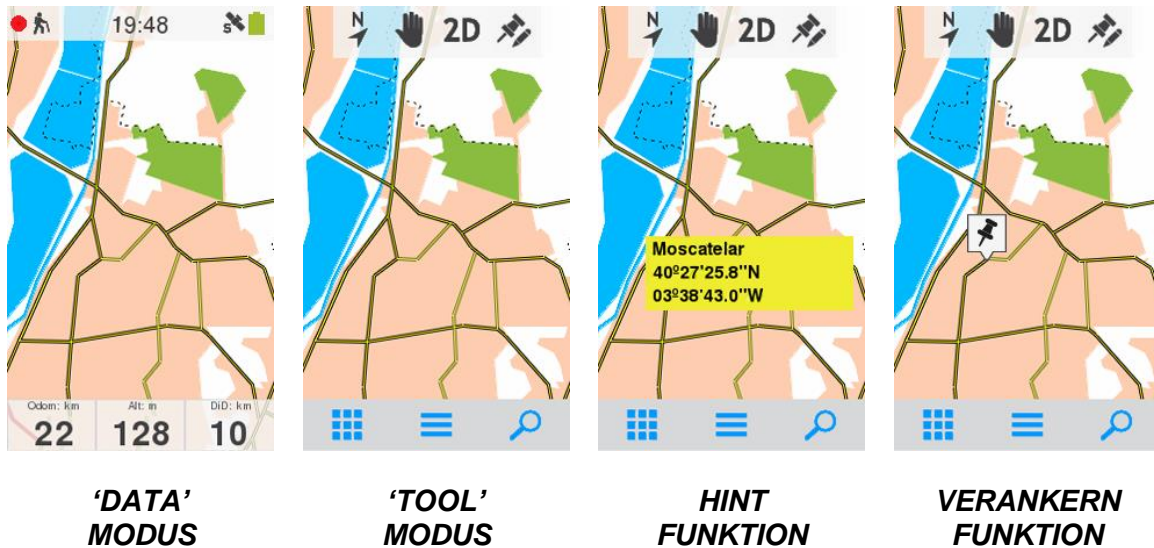 19:48
S
N
2D
N
2D
N
2D
Moscatelar
40º27'25.8"N
03º38'43.0"W
Odom: km
Alt: m
DiD: km
22
128
10
‘DATA’
MODUS
‘TOOL’
MODUS
HINT
FUNKTION
VERANKERN
FUNKTION